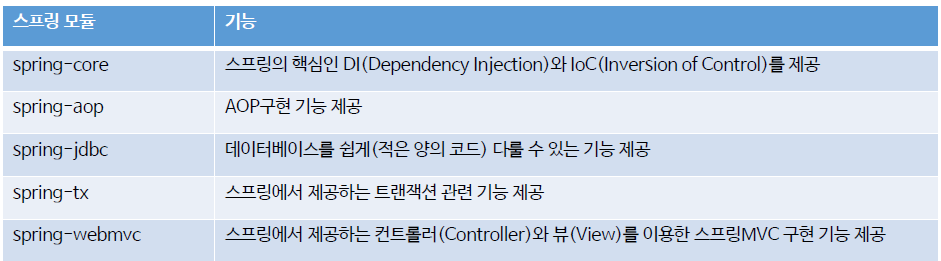 스프링 모듈 기능
spring-core 스프링의 핵심인 DI(Dependency Injection)와 IoC(Inversion of Control)를 제공
spring-aop AOP구현 기능 제공
spring-jdbc 데이터베이스를 쉽게(적은 양의 코드) 다룰 수 있는 기능 제공
spring-tx 스프링에서 제공하는 트랜잭션 관련 기능 제공
spring-webmvc 스프링에서 제공하는 컨트롤러(Controller)와 뷰(View)를 이용한 스프링MVC 구현 기능 제공